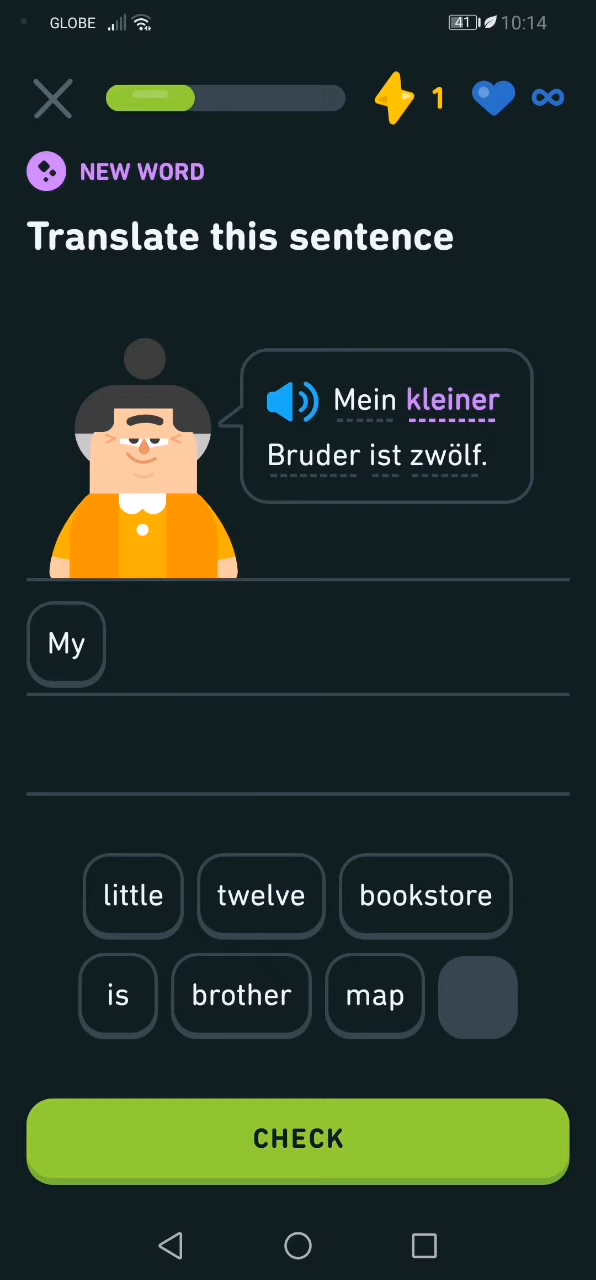 GLOBE 41 10:14
1 ∞
NEW WORD
Translate this sentence
Mein kleiner
Bruder ist zwölf.
My
little twelve bookstore
is brother map
CHECK